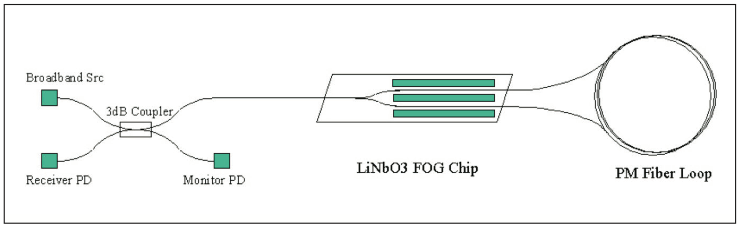 Broadband Src
3dB Coupler
Receiver PD
Monitor PD
LiNbO3 FOG Chip
PM Fiber Loop